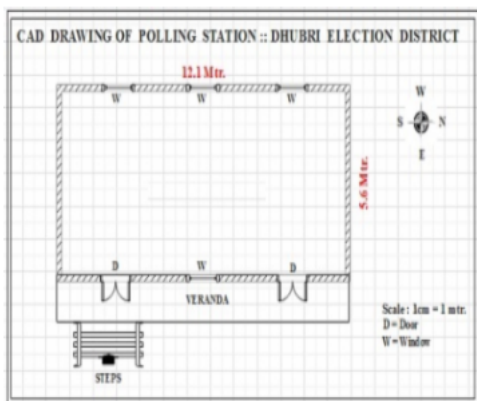 CAD DRAWING OF POLLING STATION :: DHUBRI ELECTION DISTRICT
12.1 Mtr.
W W W
W
S N
E
5.6 Mtr.
D W D
VERANDA
Scale : 1cm = 1 mtr.
D = Door
W = Window
STEPS